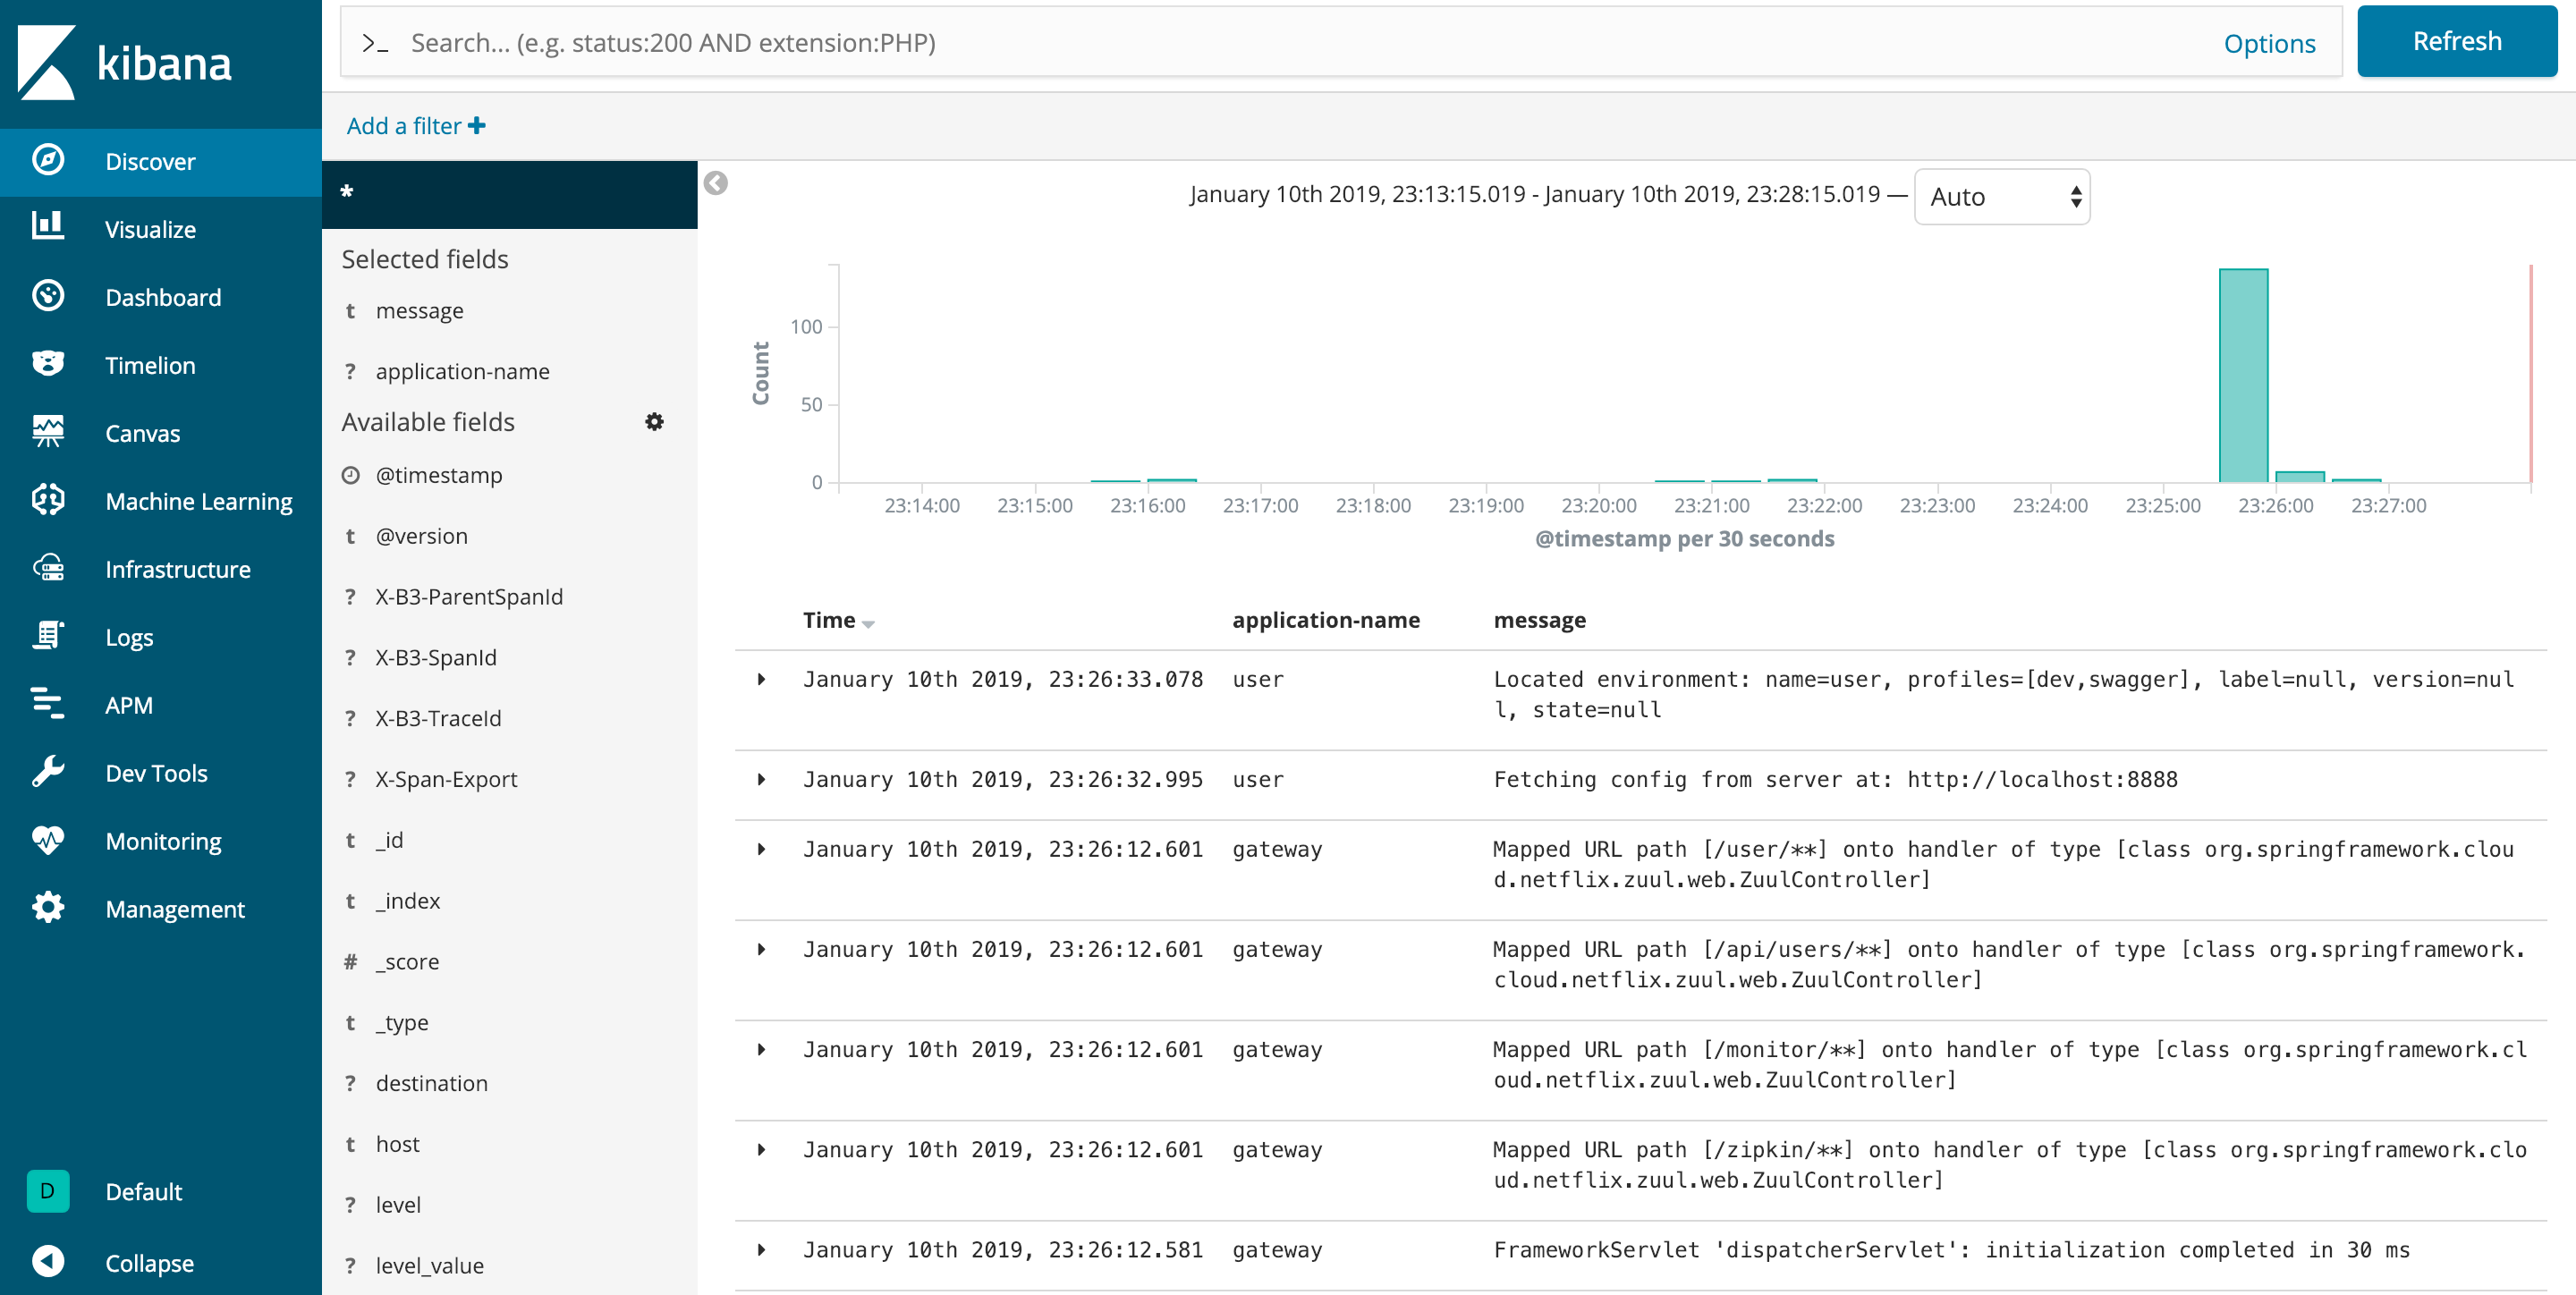 kibana
Discover
Visualize
Dashboard
Timelion
Canvas
Machine Learning
Infrastructure
Logs
APM
Dev Tools
Monitoring
Management
D Default
Collapse
>_ Search... (e.g. status:200 AND extension:PHP) Options Refresh
Add a filter +
*
Selected fields
t message
? application-name
Available fields
@timestamp
t @version
? X-B3-ParentSpanId
? X-B3-SpanId
? X-B3-TraceId
? X-Span-Export
t _id
t _index
# _score
t _type
? destination
t host
? level
? level_value
January 10th 2019, 23:13:15.019 - January 10th 2019, 23:28:15.019 — Auto
Count
100
50
0
23:14:00 23:15:00 23:16:00 23:17:00 23:18:00 23:19:00 23:20:00 23:21:00 23:22:00 23:23:00 23:24:00 23:25:00 23:26:00 23:27:00
@timestamp per 30 seconds
Time application-name message
January 10th 2019, 23:26:33.078 user Located environment: name=user, profiles=[dev,swagger], label=null, version=nul
l, state=null
January 10th 2019, 23:26:32.995 user Fetching config from server at: http://localhost:8888
January 10th 2019, 23:26:12.601 gateway Mapped URL path [/user/**] onto handler of type [class org.springframework.clou
d.netflix.zuul.web.ZuulController]
January 10th 2019, 23:26:12.601 gateway Mapped URL path [/api/users/**] onto handler of type [class org.springframework.
cloud.netflix.zuul.web.ZuulController]
January 10th 2019, 23:26:12.601 gateway Mapped URL path [/monitor/**] onto handler of type [class org.springframework.cl
oud.netflix.zuul.web.ZuulController]
January 10th 2019, 23:26:12.601 gateway Mapped URL path [/zipkin/**] onto handler of type [class org.springframework.clo
ud.netflix.zuul.web.ZuulController]
January 10th 2019, 23:26:12.581 gateway FrameworkServlet 'dispatcherServlet': initialization completed in 30 ms